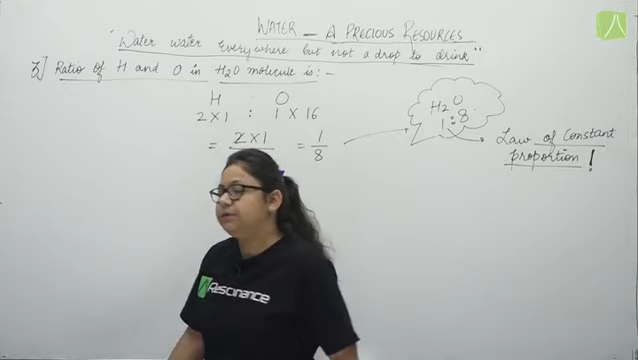 WATER – A PRECIOUS RESOURCES
"Water water everywhere but not a drop to drink"
3] Ratio of H and O in H2O molecule is:-
H O
2 X 1 : 1 X 16
= 2 X 1 = 1
8
H2O
1:8
Law of Constant
proportion!
Resonance